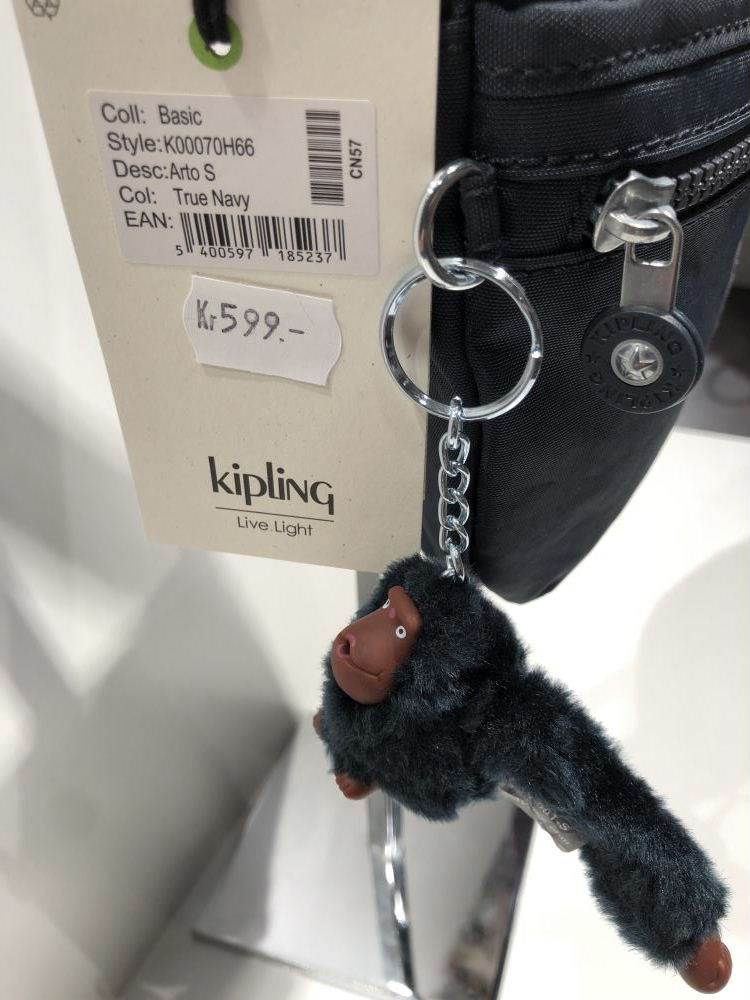 Coll: Basic
Style:K00070H66
Desc:Arto S
Col: True Navy
EAN:
5 400597 185237
CN57
Kr599.-
kipling
Live.Light
KIPLING
KIPLING